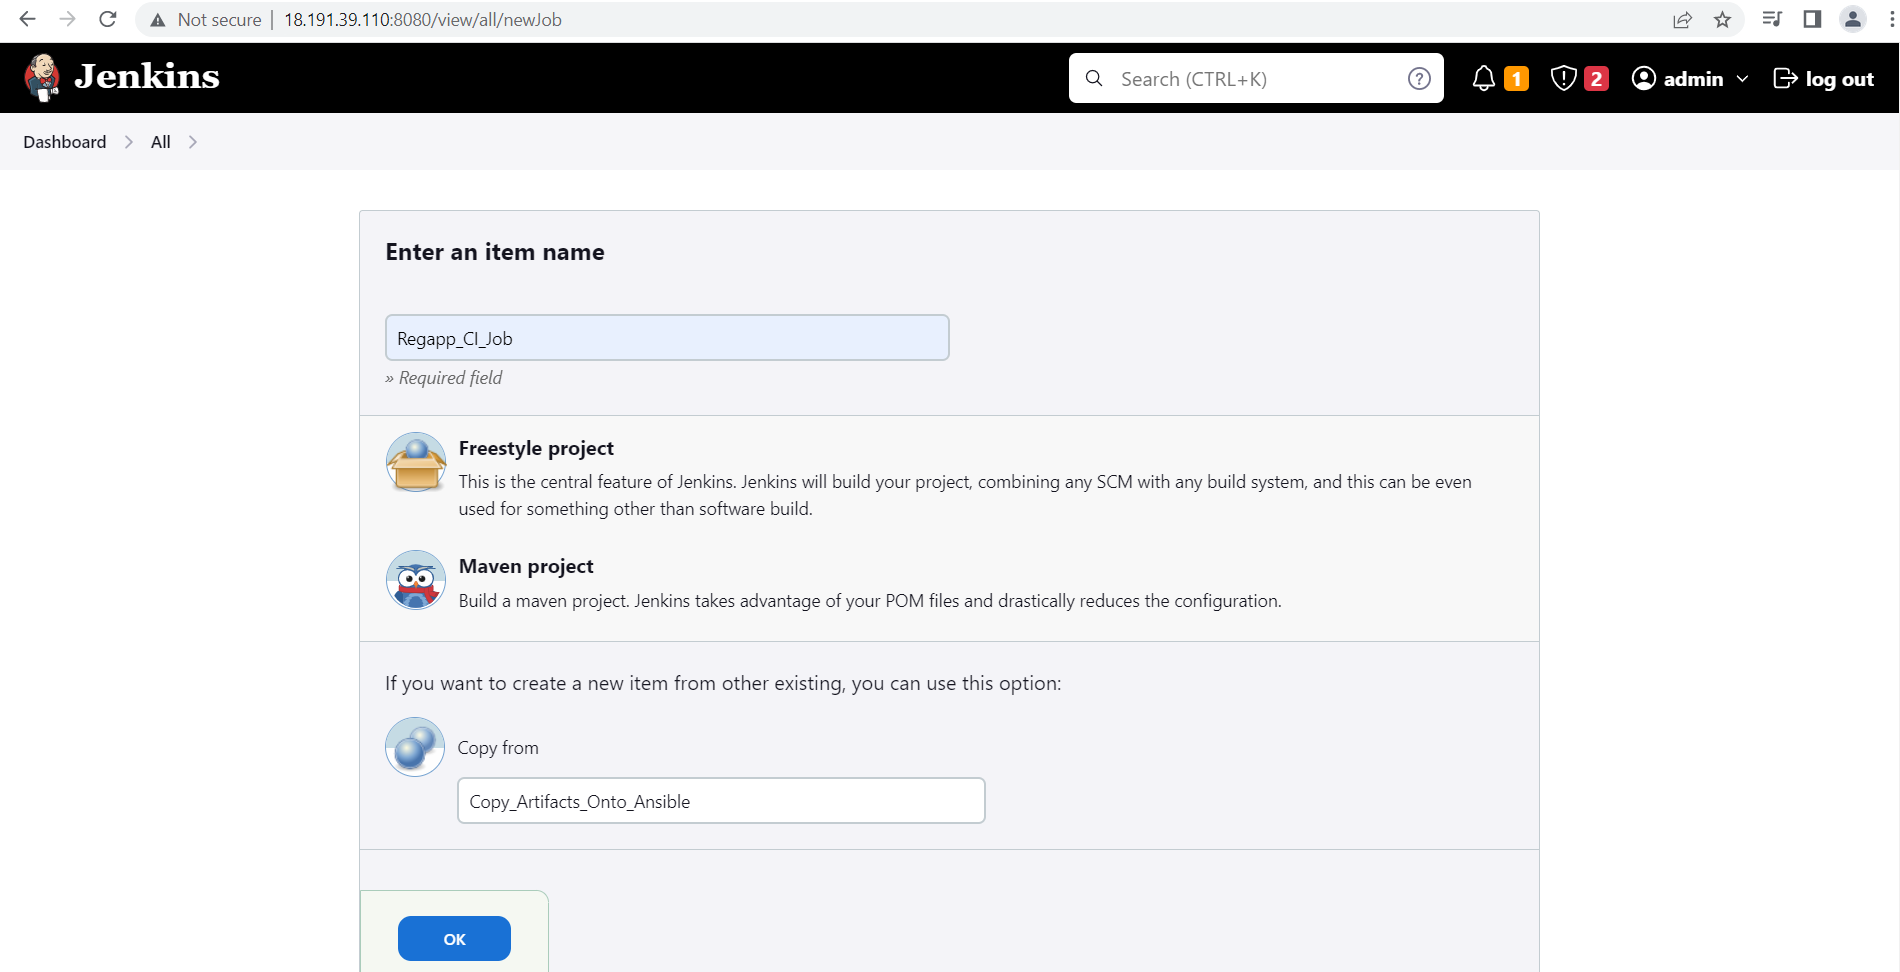 Not secure | 18.191.39.110:8080/view/all/newJob
Jenkins
Search (CTRL+K)
?
1
2
admin
log out
Dashboard
All
Enter an item name
Regapp_CI_Job
» Required field
Freestyle project
This is the central feature of Jenkins. Jenkins will build your project, combining any SCM with any build system, and this can be even
used for something other than software build.
Maven project
Build a maven project. Jenkins takes advantage of your POM files and drastically reduces the configuration.
If you want to create a new item from other existing, you can use this option:
Copy from
Copy_Artifacts_Onto_Ansible
OK